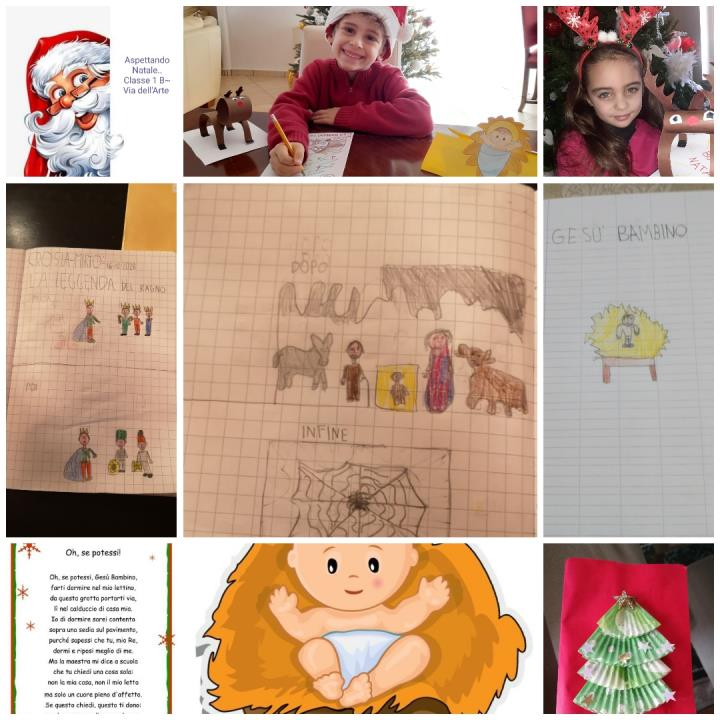 Aspettando
Natale..
Classe 1 B~
Via dell'Arte
CROSIA-MIRTO
LA LEGGENDA DEL RAGNO
POI
DOPO
INFINE
GESU' BAMBINO
Oh, se potessi!
Oh, se potessi, Gesù Bambino,
farti dormire nel mio lettino,
da questa grotta portarti via,
lì nel calduccio di casa mia.
Io di dormire sarei contento
sopra una sedia sul pavimento,
purché sapessi che tu, mio Re,
dormi e riposi meglio di me.
Ma la maestra mi dice a scuola
che tu chiedi una cosa sola:
non la mia casa, non il mio letto
ma solo un cuore pieno d'affetto.
Se questo chiedi, questo ti dono: